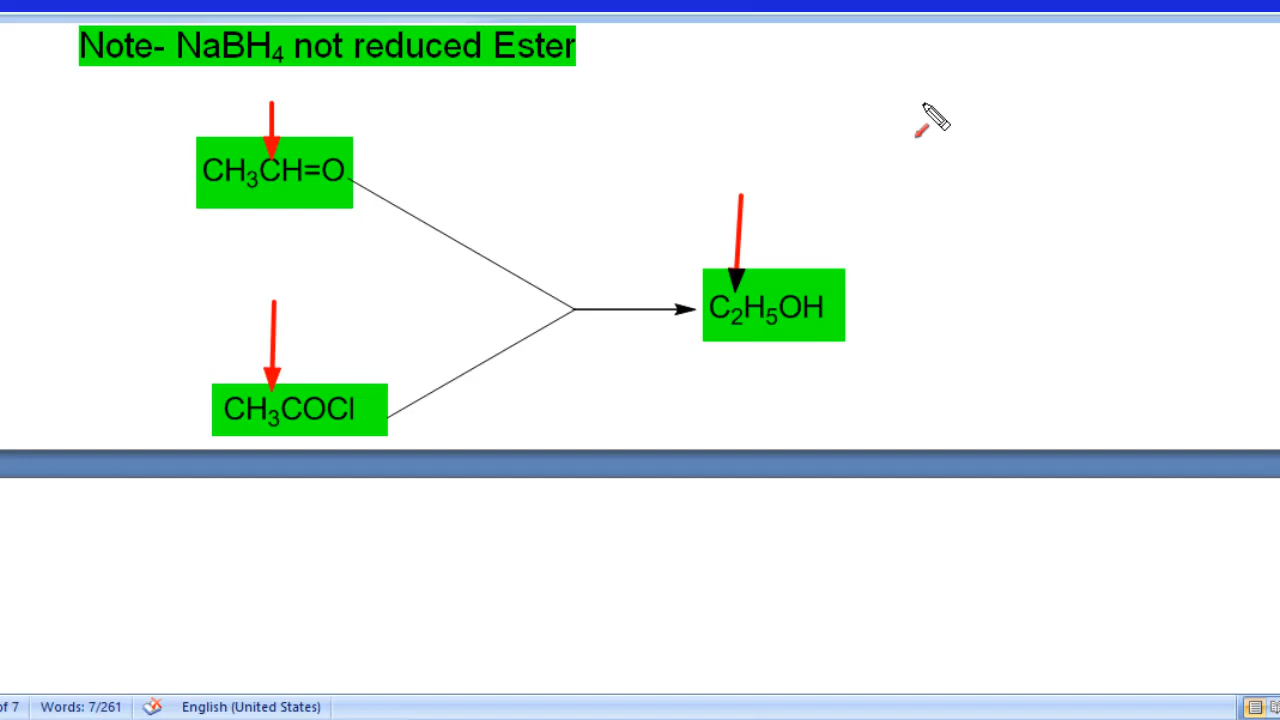 Note- NaBH4 not reduced Ester
CH3CH=O
C2H5OH
CH3COCl
of 7 Words: 7/261 English (United States)